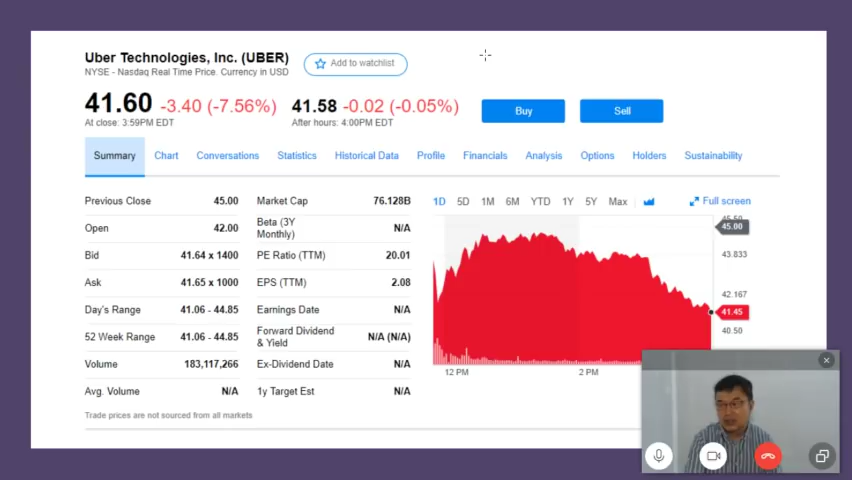 Uber Technologies, Inc. (UBER)
Add to watchlist
NYSE - Nasdaq Real Time Price. Currency in USD
41.60 -3.40 (-7.56%) 41.58 -0.02 (-0.05%)
At close: 3:59PM EDT After hours: 4:00PM EDT
Buy Sell
Summary Chart Conversations Statistics Historical Data Profile Financials Analysis Options Holders Sustainability
Previous Close 45.00 Market Cap 76.128B
Open 42.00 Beta (3Y Monthly) N/A
Bid 41.64 x 1400 PE Ratio (TTM) 20.01
Ask 41.65 x 1000 EPS (TTM) 2.08
Day's Range 41.06 - 44.85 Earnings Date N/A
52 Week Range 41.06 - 44.85 Forward Dividend & Yield N/A (N/A)
Volume 183,117,266 Ex-Dividend Date N/A
Avg. Volume N/A 1y Target Est N/A
Trade prices are not sourced from all markets
1D 5D 1M 6M YTD 1Y 5Y Max Full screen
45.50
45.00
43.833
42.167
41.45
40.50
12 PM 2 PM